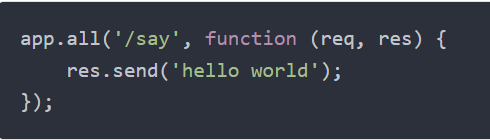 app.all('/say', function (req, res) {
    res.send('hello world');
});